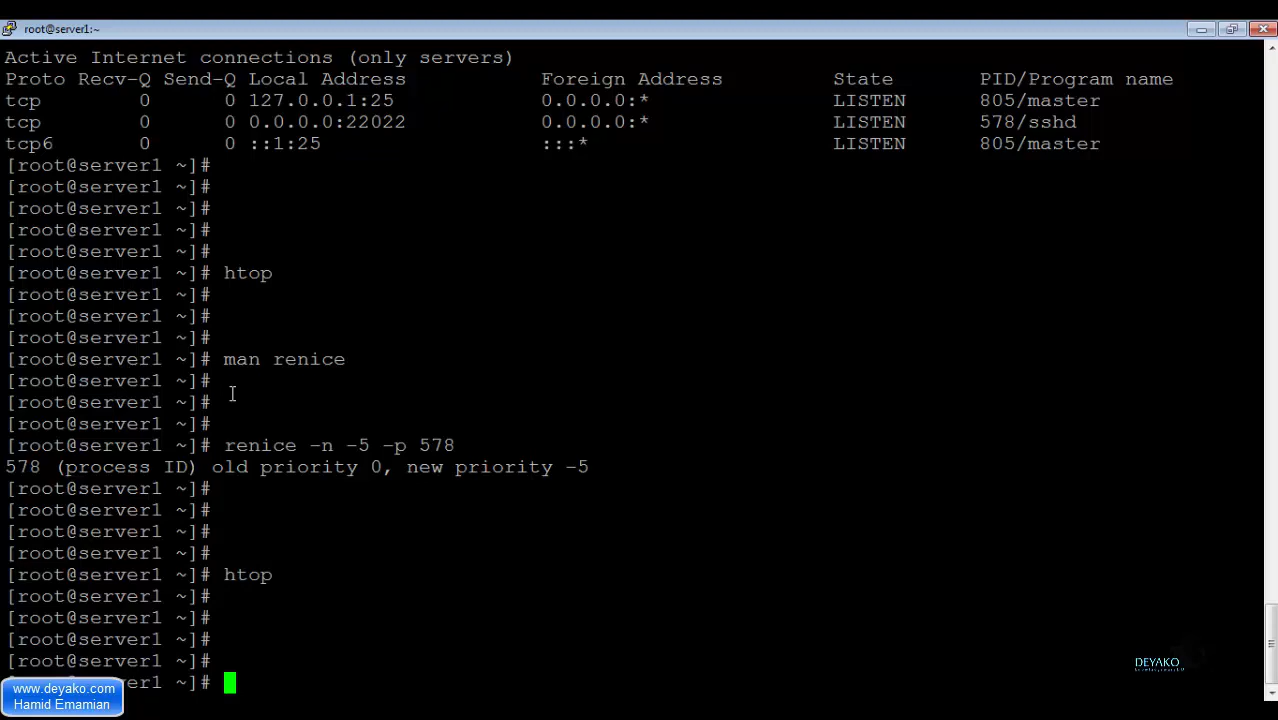 root@server1:~
Active Internet connections (only servers)
Proto Recv-Q Send-Q Local Address Foreign Address State PID/Program name
tcp 0 0 127.0.0.1:25 0.0.0.0:* LISTEN 805/master
tcp 0 0 0.0.0.0:22022 0.0.0.0:* LISTEN 578/sshd
tcp6 0 0 ::1:25 :::* LISTEN 805/master
[root@server1 ~]#
[root@server1 ~]#
[root@server1 ~]#
[root@server1 ~]#
[root@server1 ~]#
[root@server1 ~]# htop
[root@server1 ~]#
[root@server1 ~]#
[root@server1 ~]#
[root@server1 ~]# man renice
[root@server1 ~]#
[root@server1 ~]#
[root@server1 ~]#
[root@server1 ~]# renice -n -5 -p 578
578 (process ID) old priority 0, new priority -5
[root@server1 ~]#
[root@server1 ~]#
[root@server1 ~]#
[root@server1 ~]#
[root@server1 ~]# htop
[root@server1 ~]#
[root@server1 ~]#
[root@server1 ~]#
[root@server1 ~]#
server1 ~]#
DEYAKO
www.deyako.com
Hamid Emamian